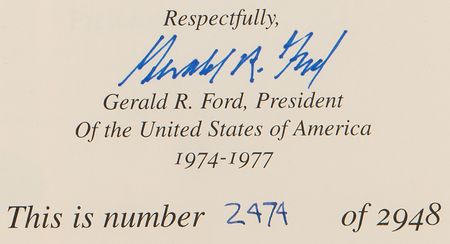 Respectfully,
Gerald R. Ford
Gerald R. Ford, President
Of the United States of America
1974-1977
This is number 2474 of 2948